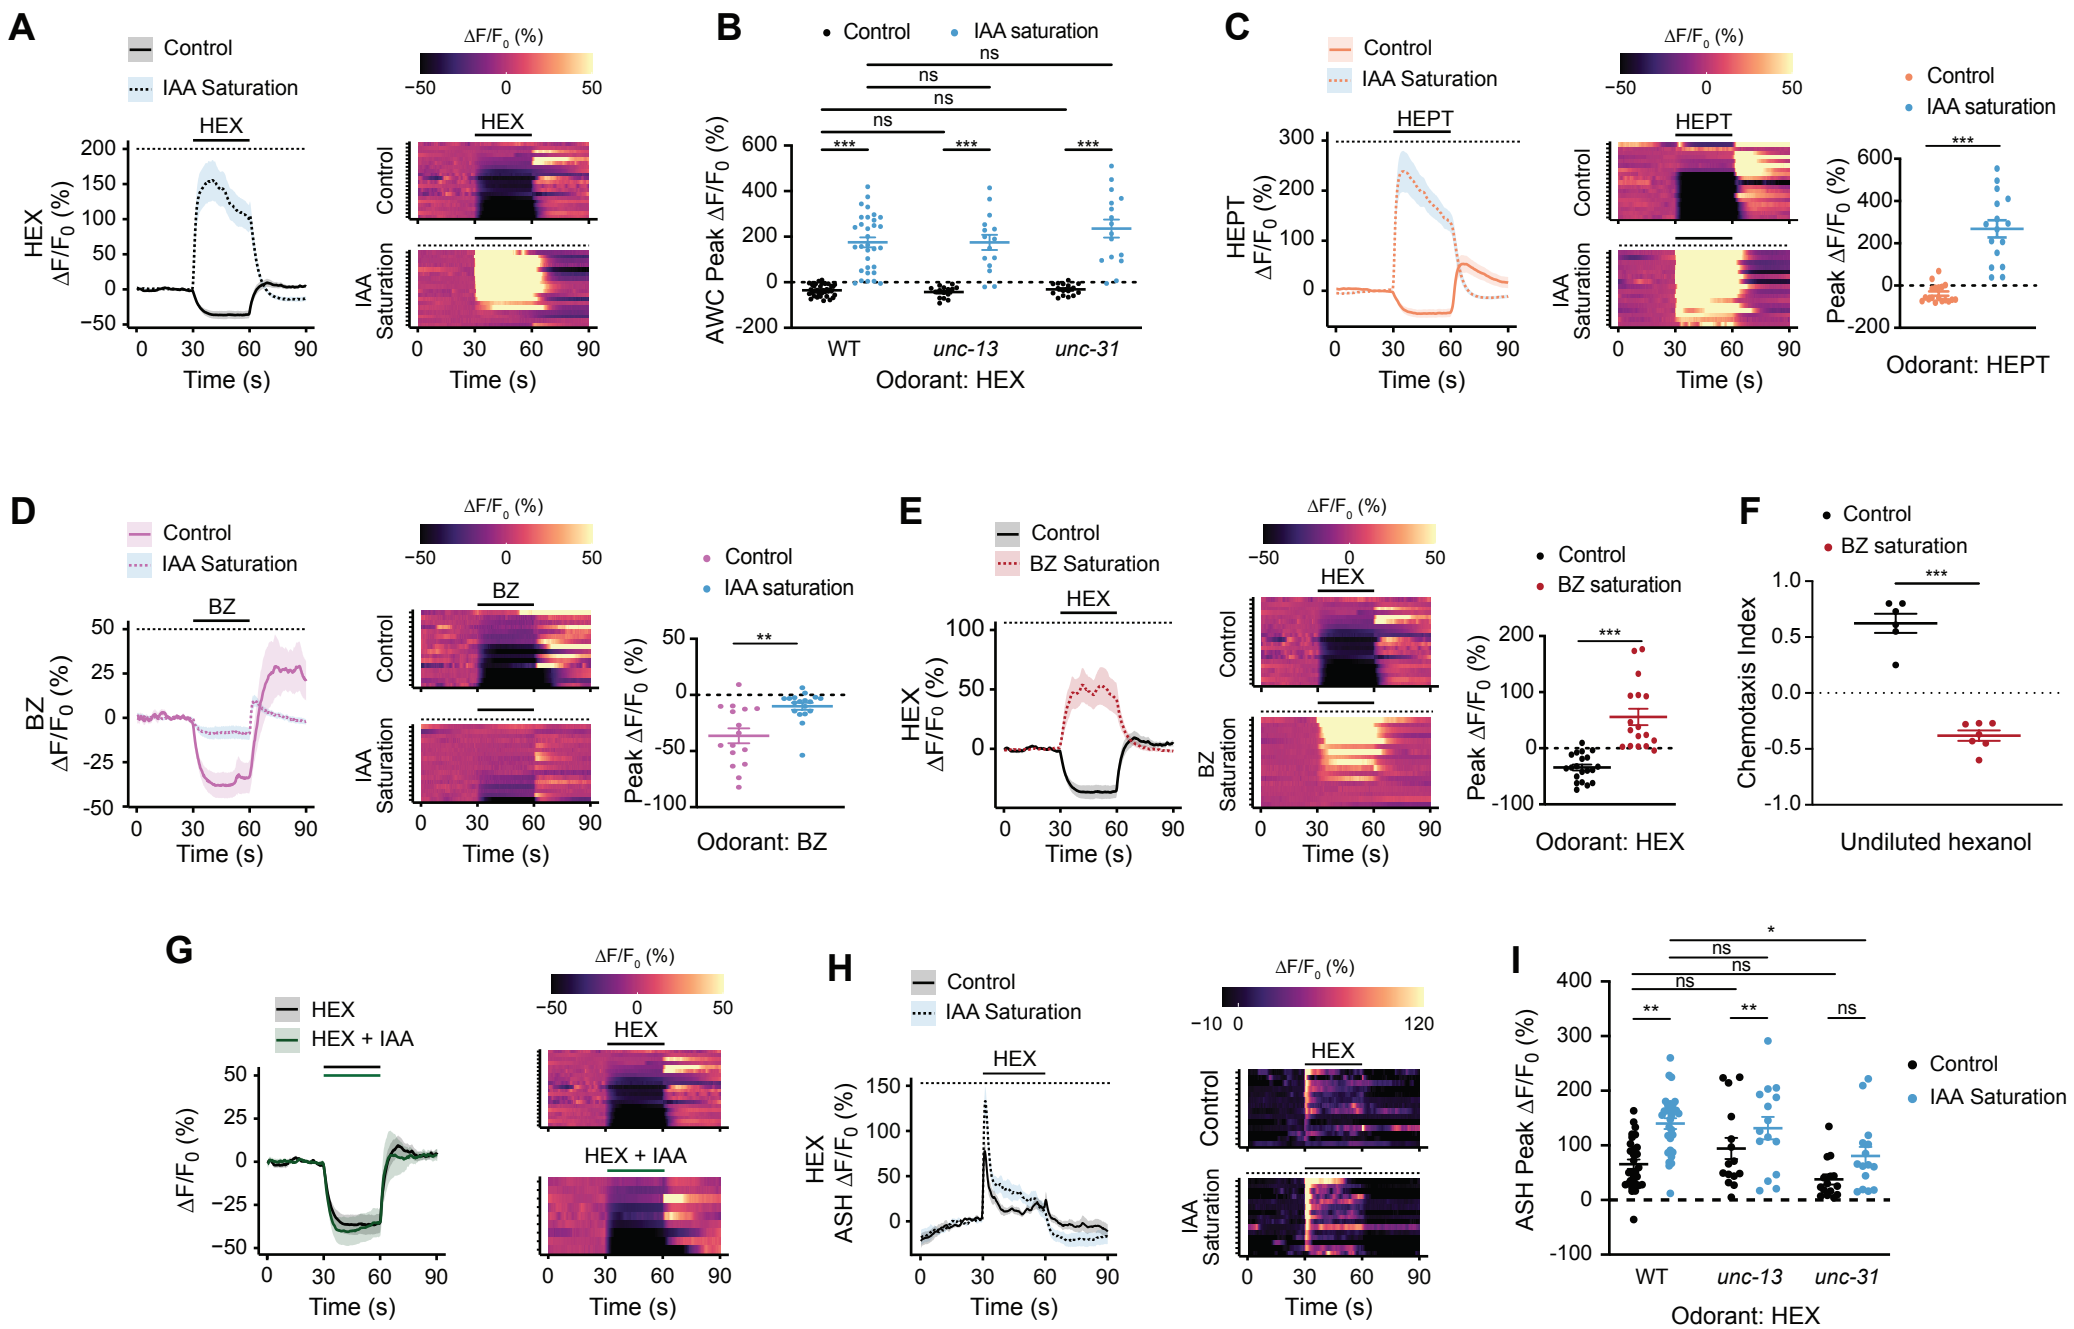 A
Control
IAA Saturation
HEX
HEX
ΔF/F0 (%)
200
150
100
50
0
−50
0 30 60 90
Time (s)
ΔF/F0 (%)
−50 0 50
HEX
Control
IAA
Saturation
0 30 60 90
Time (s)
B
Control
IAA saturation
ns
ns
ns
ns
*** *** ***
AWC Peak ΔF/F0 (%)
600
400
200
0
-200
WT unc-13 unc-31
Odorant: HEX
C
Control
IAA Saturation
HEPT
HEPT
ΔF/F0 (%)
300
200
100
0
0 30 60 90
Time (s)
ΔF/F0 (%)
−50 0 50
HEPT
Control
IAA
Saturation
0 30 60 90
Time (s)
Control
IAA saturation
***
Peak ΔF/F0 (%)
600
400
200
0
-200
Odorant: HEPT
D
Control
IAA Saturation
BZ
BZ
ΔF/F0 (%)
50
25
0
-25
-50
0 30 60 90
Time (s)
ΔF/F0 (%)
−50 0 50
BZ
Control
IAA
Saturation
0 30 60 90
Time (s)
Control
IAA saturation
**
Peak ΔF/F0 (%)
50
0
-50
-100
Odorant: BZ
E
Control
BZ Saturation
HEX
HEX
ΔF/F0 (%)
100
50
0
0 30 60 90
Time (s)
ΔF/F0 (%)
−50 0 50
HEX
Control
BZ
Saturation
0 30 60 90
Time (s)
Control
BZ saturation
***
Peak ΔF/F0 (%)
200
100
0
-100
Odorant: HEX
F
Control
BZ saturation
***
Chemotaxis Index
1.0
0.5
0.0
-0.5
-1.0
Undiluted hexanol
G
HEX
HEX + IAA
ΔF/F0 (%)
50
25
0
−25
−50
0 30 60 90
Time (s)
ΔF/F0 (%)
−50 0 50
HEX
HEX + IAA
0 30 60 90
Time (s)
H
Control
IAA Saturation
HEX
HEX
ASH ΔF/F0 (%)
150
100
50
0
0 30 60 90
Time (s)
ΔF/F0 (%)
−10 0 120
HEX
Control
IAA
Saturation
0 30 60 90
Time (s)
I
*
ns
ns
ns
** ** ns
ASH Peak ΔF/F0 (%)
400
300
200
100
0
-100
WT unc-13 unc-31
Odorant: HEX
Control
IAA Saturation